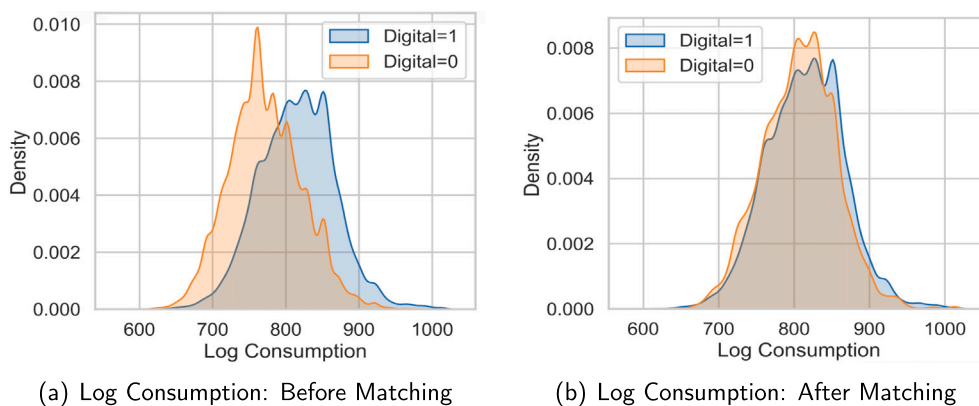 0.010
0.008
0.006
0.004
0.002
0.000
Density
600 700 800 900 1000
Log Consumption
Digital=1
Digital=0
(a) Log Consumption: Before Matching
0.008
0.006
0.004
0.002
0.000
Density
600 700 800 900 1000
Log Consumption
Digital=1
Digital=0
(b) Log Consumption: After Matching